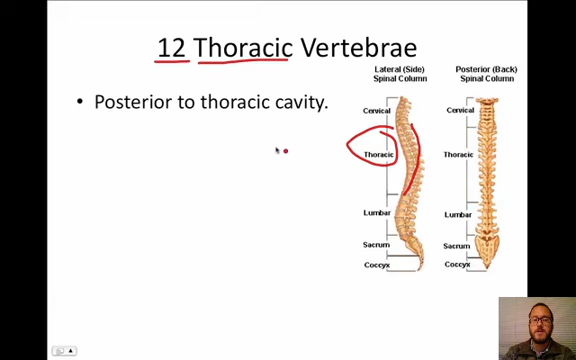 12 Thoracic Vertebrae
• Posterior to thoracic cavity.
Lateral (Side)
Spinal Column
Posterior (Back)
Spinal Column
Cervical
Thoracic
Lumbar
Sacrum
Coccyx
Cervical
Thoracic
Lumbar
Sacrum
Coccyx